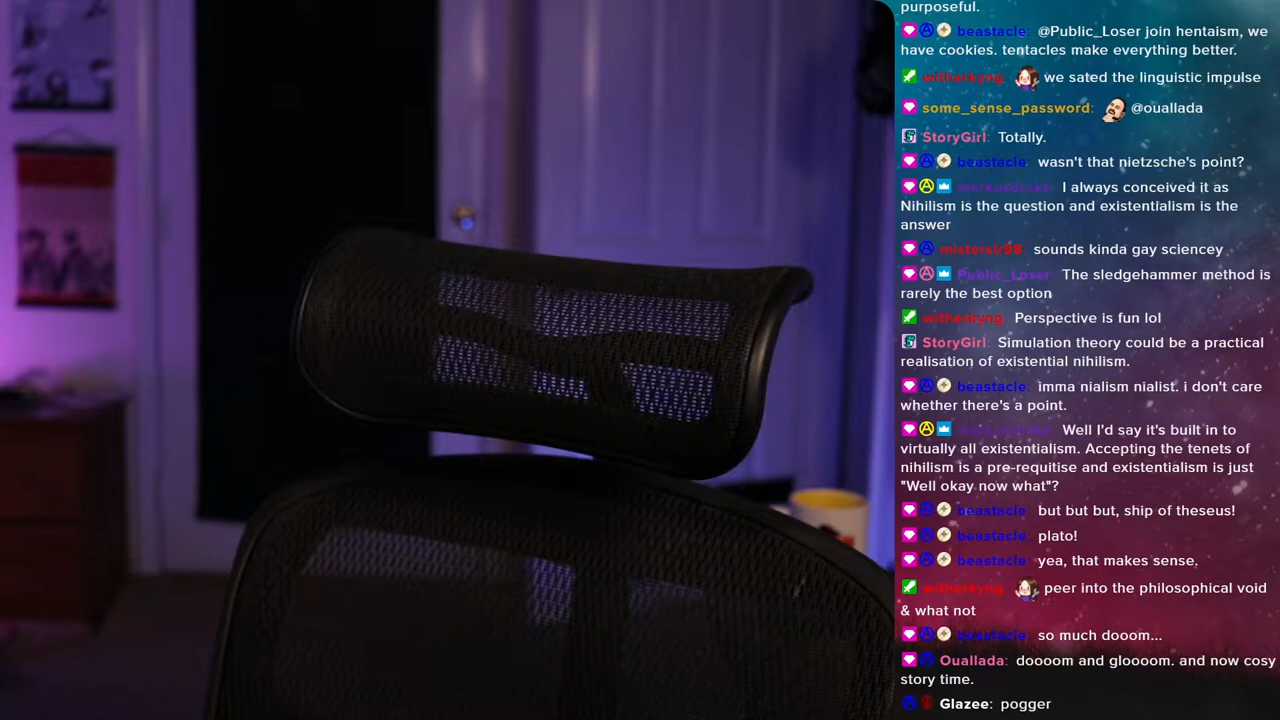 purposeful.
beastacle: @Public_Loser join hentaism, we
have cookies. tentacles make everything better.
witherkyng: we sated the linguistic impulse
some_sense_password: @ouallada
StoryGirl: Totally.
beastacle: wasn't that nietzsche's point?
markusdrake: I always conceived it as
Nihilism is the question and existentialism is the
answer
mistersir98: sounds kinda gay sciencey
Public_Loser: The sledgehammer method is
rarely the best option
witherkyng: Perspective is fun lol
StoryGirl: Simulation theory could be a practical
realisation of existential nihilism.
beastacle: imma nialism nialist. i don't care
whether there's a point.
markusdrake: Well I'd say it's built in to
virtually all existentialism. Accepting the tenets of
nihilism is a pre-requitise and existentialism is just
"Well okay now what"?
beastacle: but but but, ship of theseus!
beastacle: plato!
beastacle: yea, that makes sense.
witherkyng: peer into the philosophical void
& what not
beastacle: so much dooom...
Ouallada: doooom and gloooom. and now cosy
story time.
Glazee: pogger